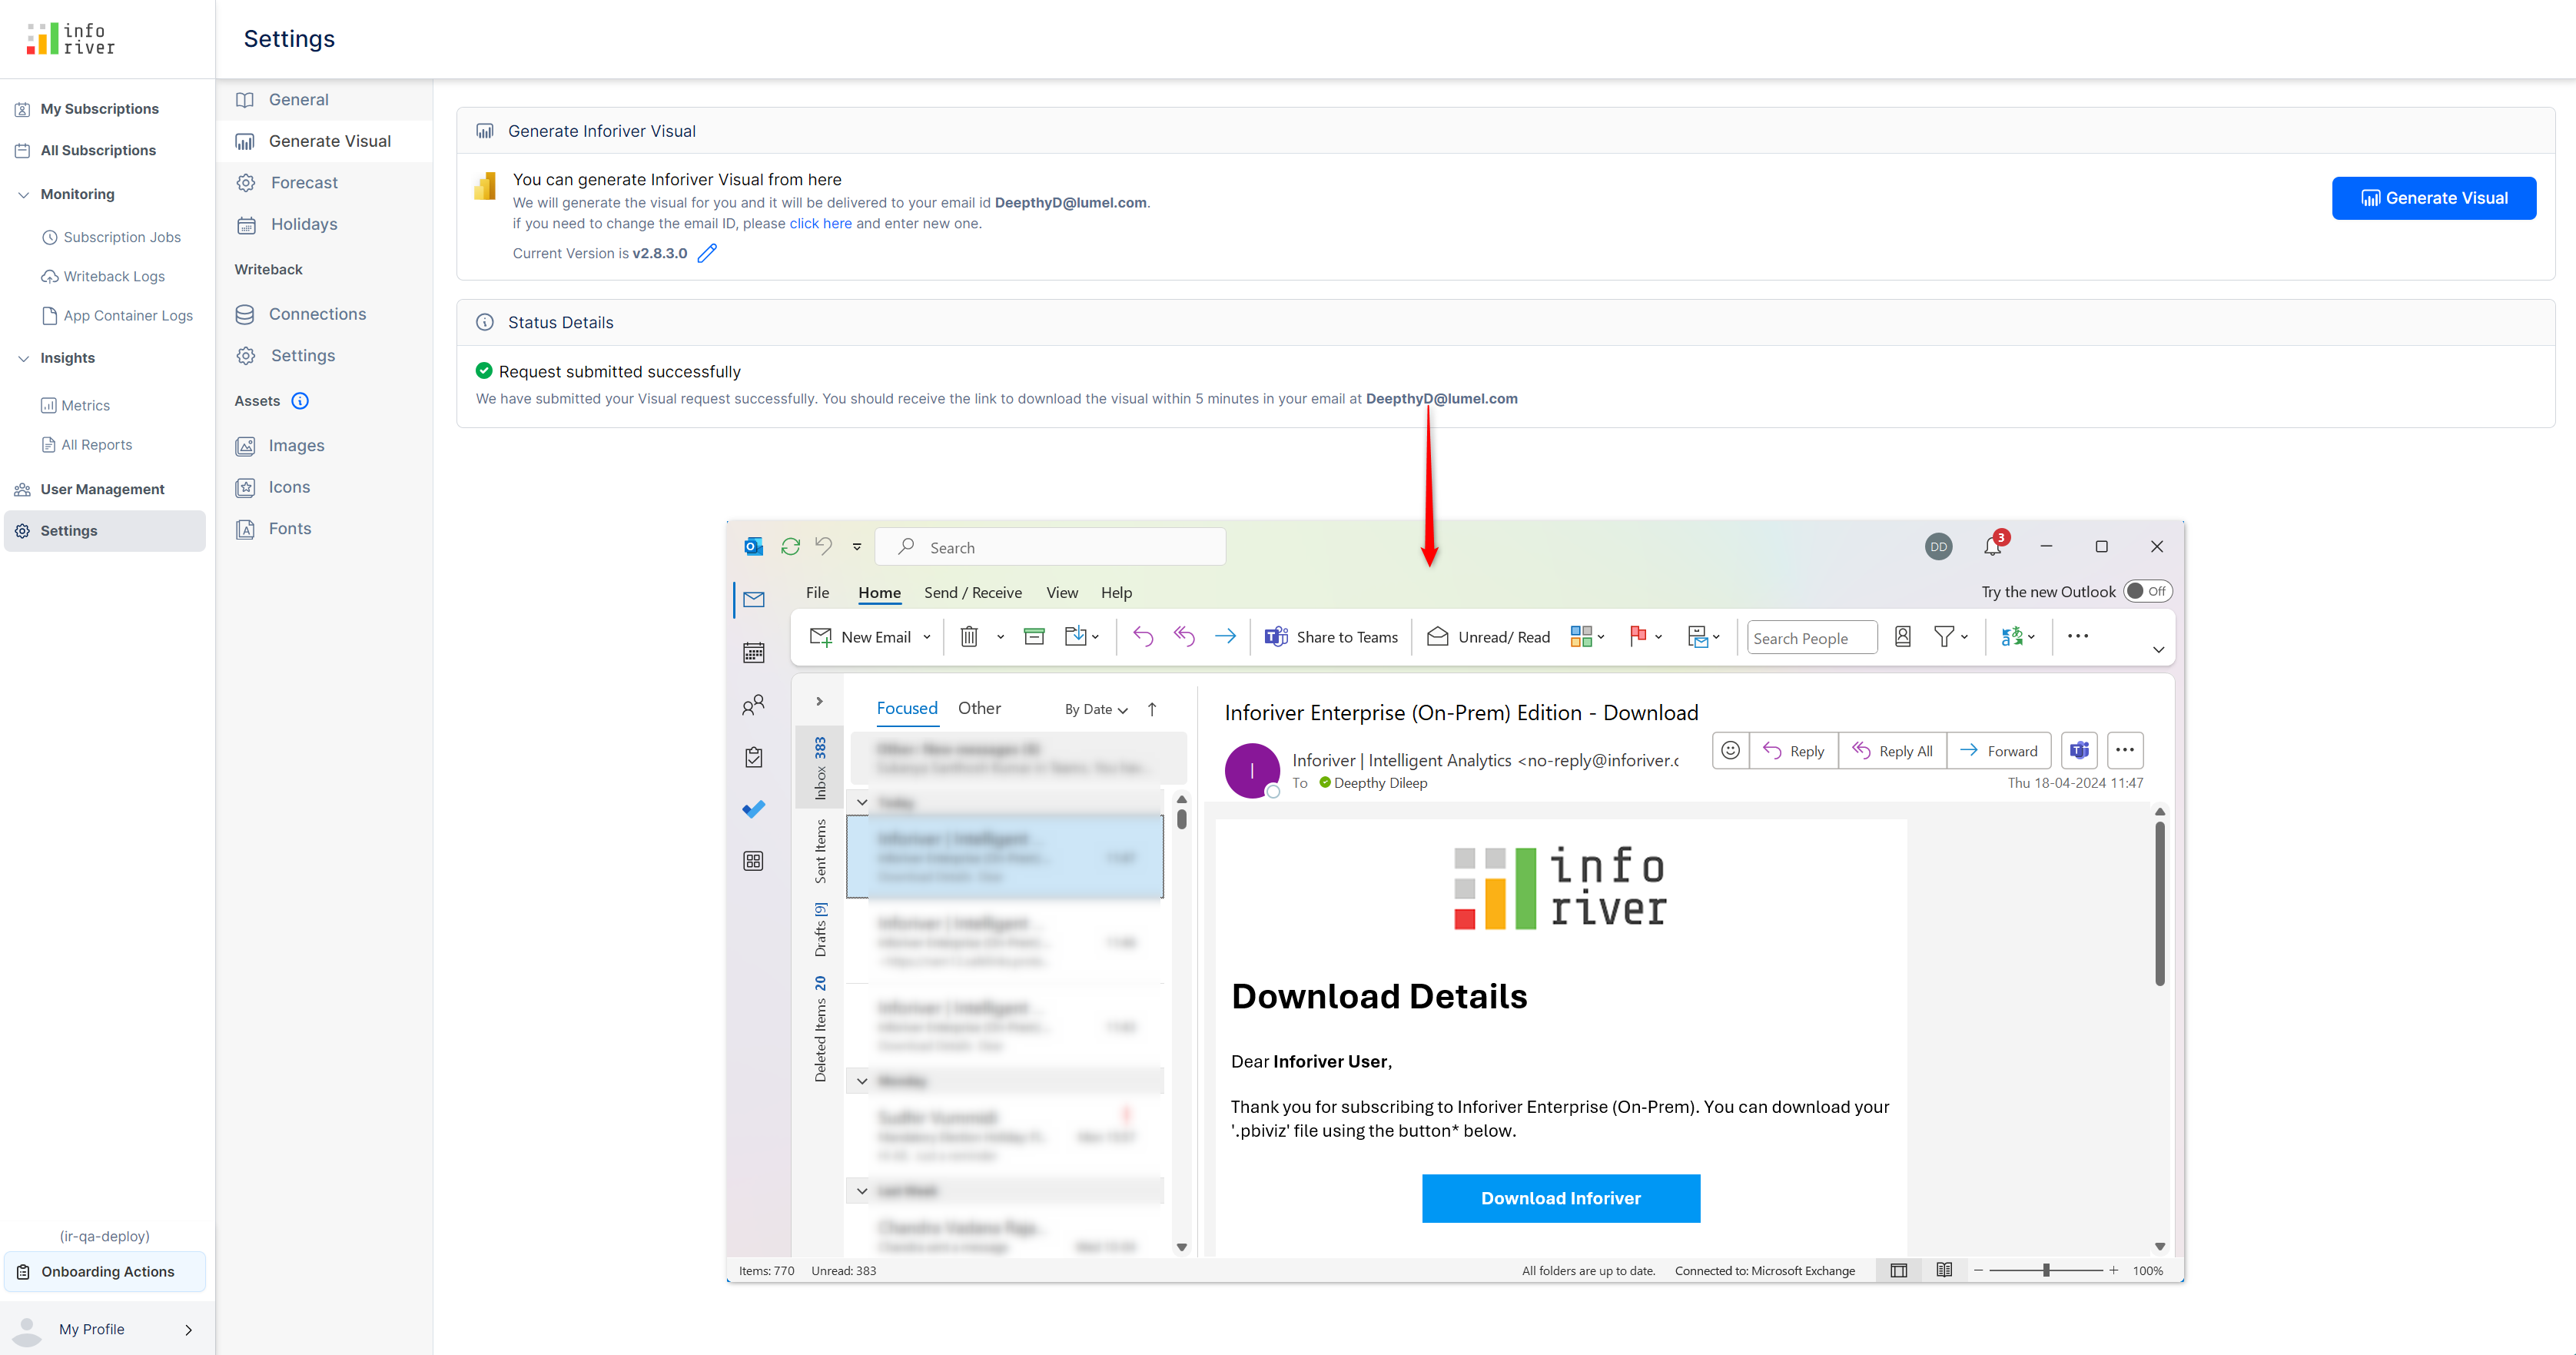 info
river
Settings
My Subscriptions
All Subscriptions
Monitoring
Subscription Jobs
Writeback Logs
App Container Logs
Insights
Metrics
All Reports
User Management
Settings
(ir-qa-deploy)
Onboarding Actions
My Profile
General
Generate Visual
Forecast
Holidays
Writeback
Connections
Settings
Assets
Images
Icons
Fonts
Generate Inforiver Visual
You can generate Inforiver Visual from here
We will generate the visual for you and it will be delivered to your email id DeepthyD@lumel.com.
if you need to change the email ID, please click here and enter new one.
Current Version is v2.8.3.0
Generate Visual
Status Details
Request submitted successfully
We have submitted your Visual request successfully. You should receive the link to download the visual within 5 minutes in your email at DeepthyD@lumel.com
Search
DD
3
File Home Send / Receive View Help
Try the new Outlook Off
New Email
Share to Teams
Unread/ Read
Search People
Inbox 383
Sent Items
Drafts [9]
Deleted Items 20
Focused Other By Date
Inforiver Enterprise (On-Prem) Edition - Download
I
Inforiver | Intelligent Analytics <no-reply@inforiver.c
To Deepthy Dileep
Reply Reply All Forward
Thu 18-04-2024 11:47
info
river
Download Details
Dear Inforiver User,
Thank you for subscribing to Inforiver Enterprise (On-Prem). You can download your
'.pbiviz' file using the button* below.
Download Inforiver
Items: 770 Unread: 383
All folders are up to date. Connected to: Microsoft Exchange
100%